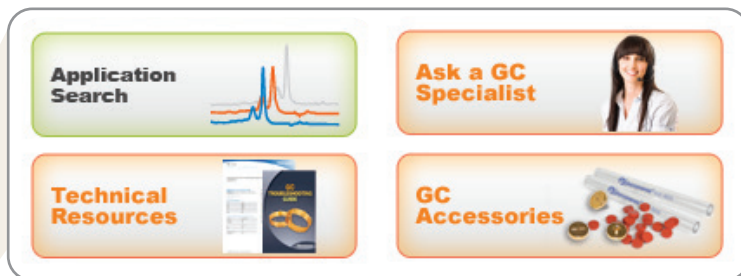 Application
Search
Ask a GC
Specialist
Technical
Resources
GC
TROUBLESHOOTING
GUIDE
GC
Accessories